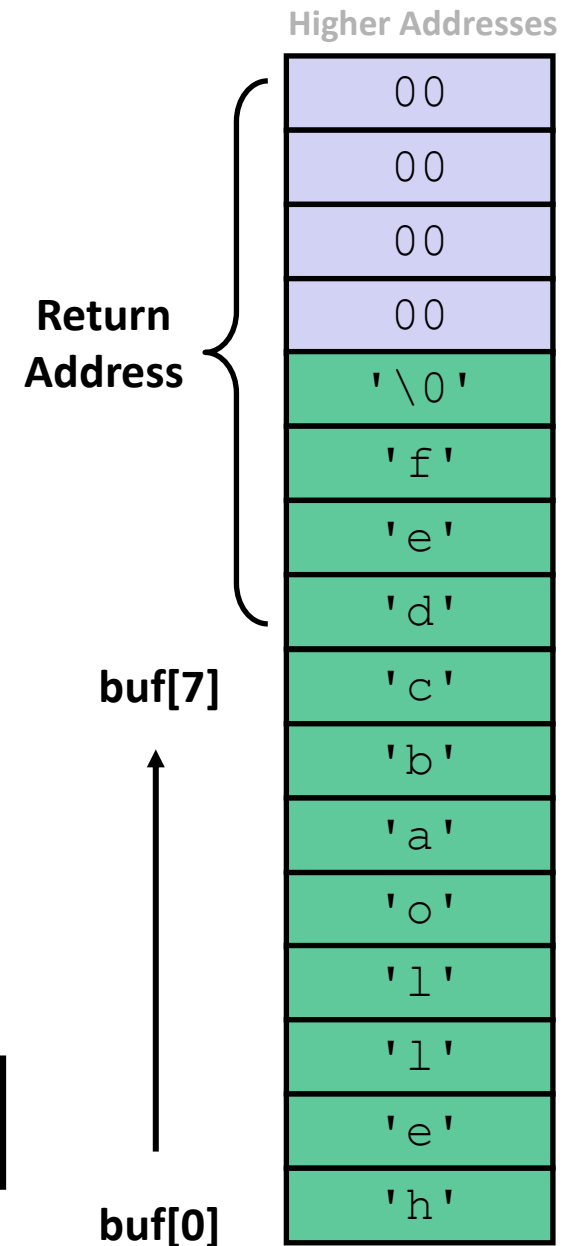 Higher Addresses
00
00
00
00
Return
Address
'\0'
'f'
'e'
'd'
buf[7]
'c'
'b'
'a'
'o'
'l'
'l'
'e'
buf[0]
'h'